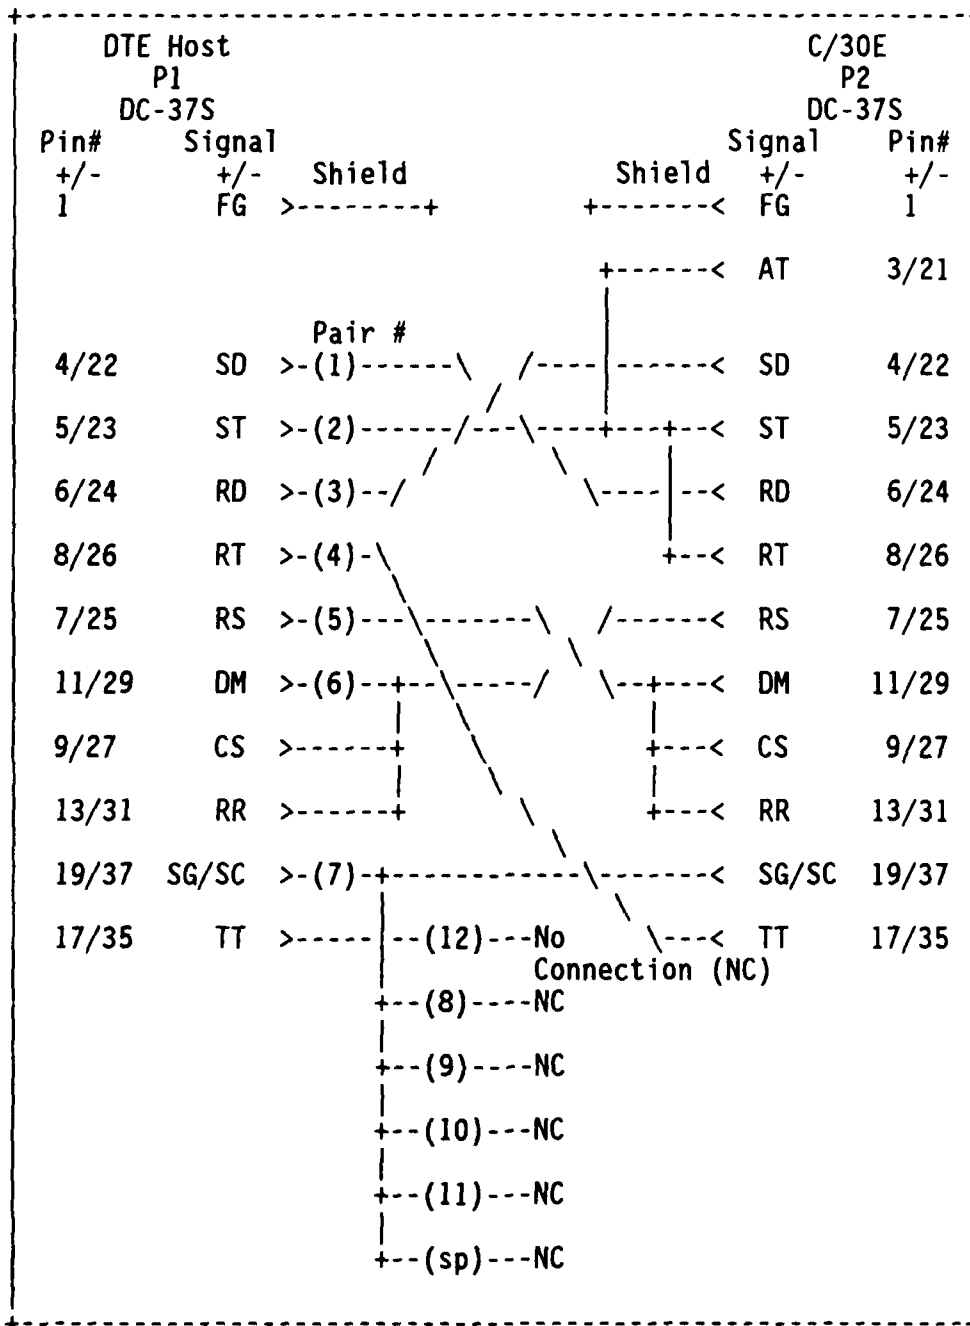 DTE Host C/30E
P1 P2
DC-37S DC-37S
Pin# Signal Signal Pin#
+/- +/- Shield Shield +/- +/-
1 FG >--------+ +-------< FG 1
+------< AT 3/21
Pair #
4/22 SD >-(1)------\ /---- ------< SD 4/22
5/23 ST >-(2)------/---\----+---+--< ST 5/23
6/24 RD >-(3)--/ \---- --< RD 6/24
8/26 RT >-(4)-\ +--< RT 8/26
7/25 RS >-(5)--- -------\ /------< RS 7/25
11/29 DM >-(6)--+-- ------/ \--+---< DM 11/29
9/27 CS >------+ +---< CS 9/27
13/31 RR >------+ +---< RR 13/31
19/37 SG/SC >-(7)-+-----------\-------< SG/SC 19/37
17/35 TT >----- --(12)---No \---< TT 17/35
Connection (NC)
+--(8)----NC
+--(9)----NC
+--(10)---NC
+--(11)---NC
+--(sp)---NC